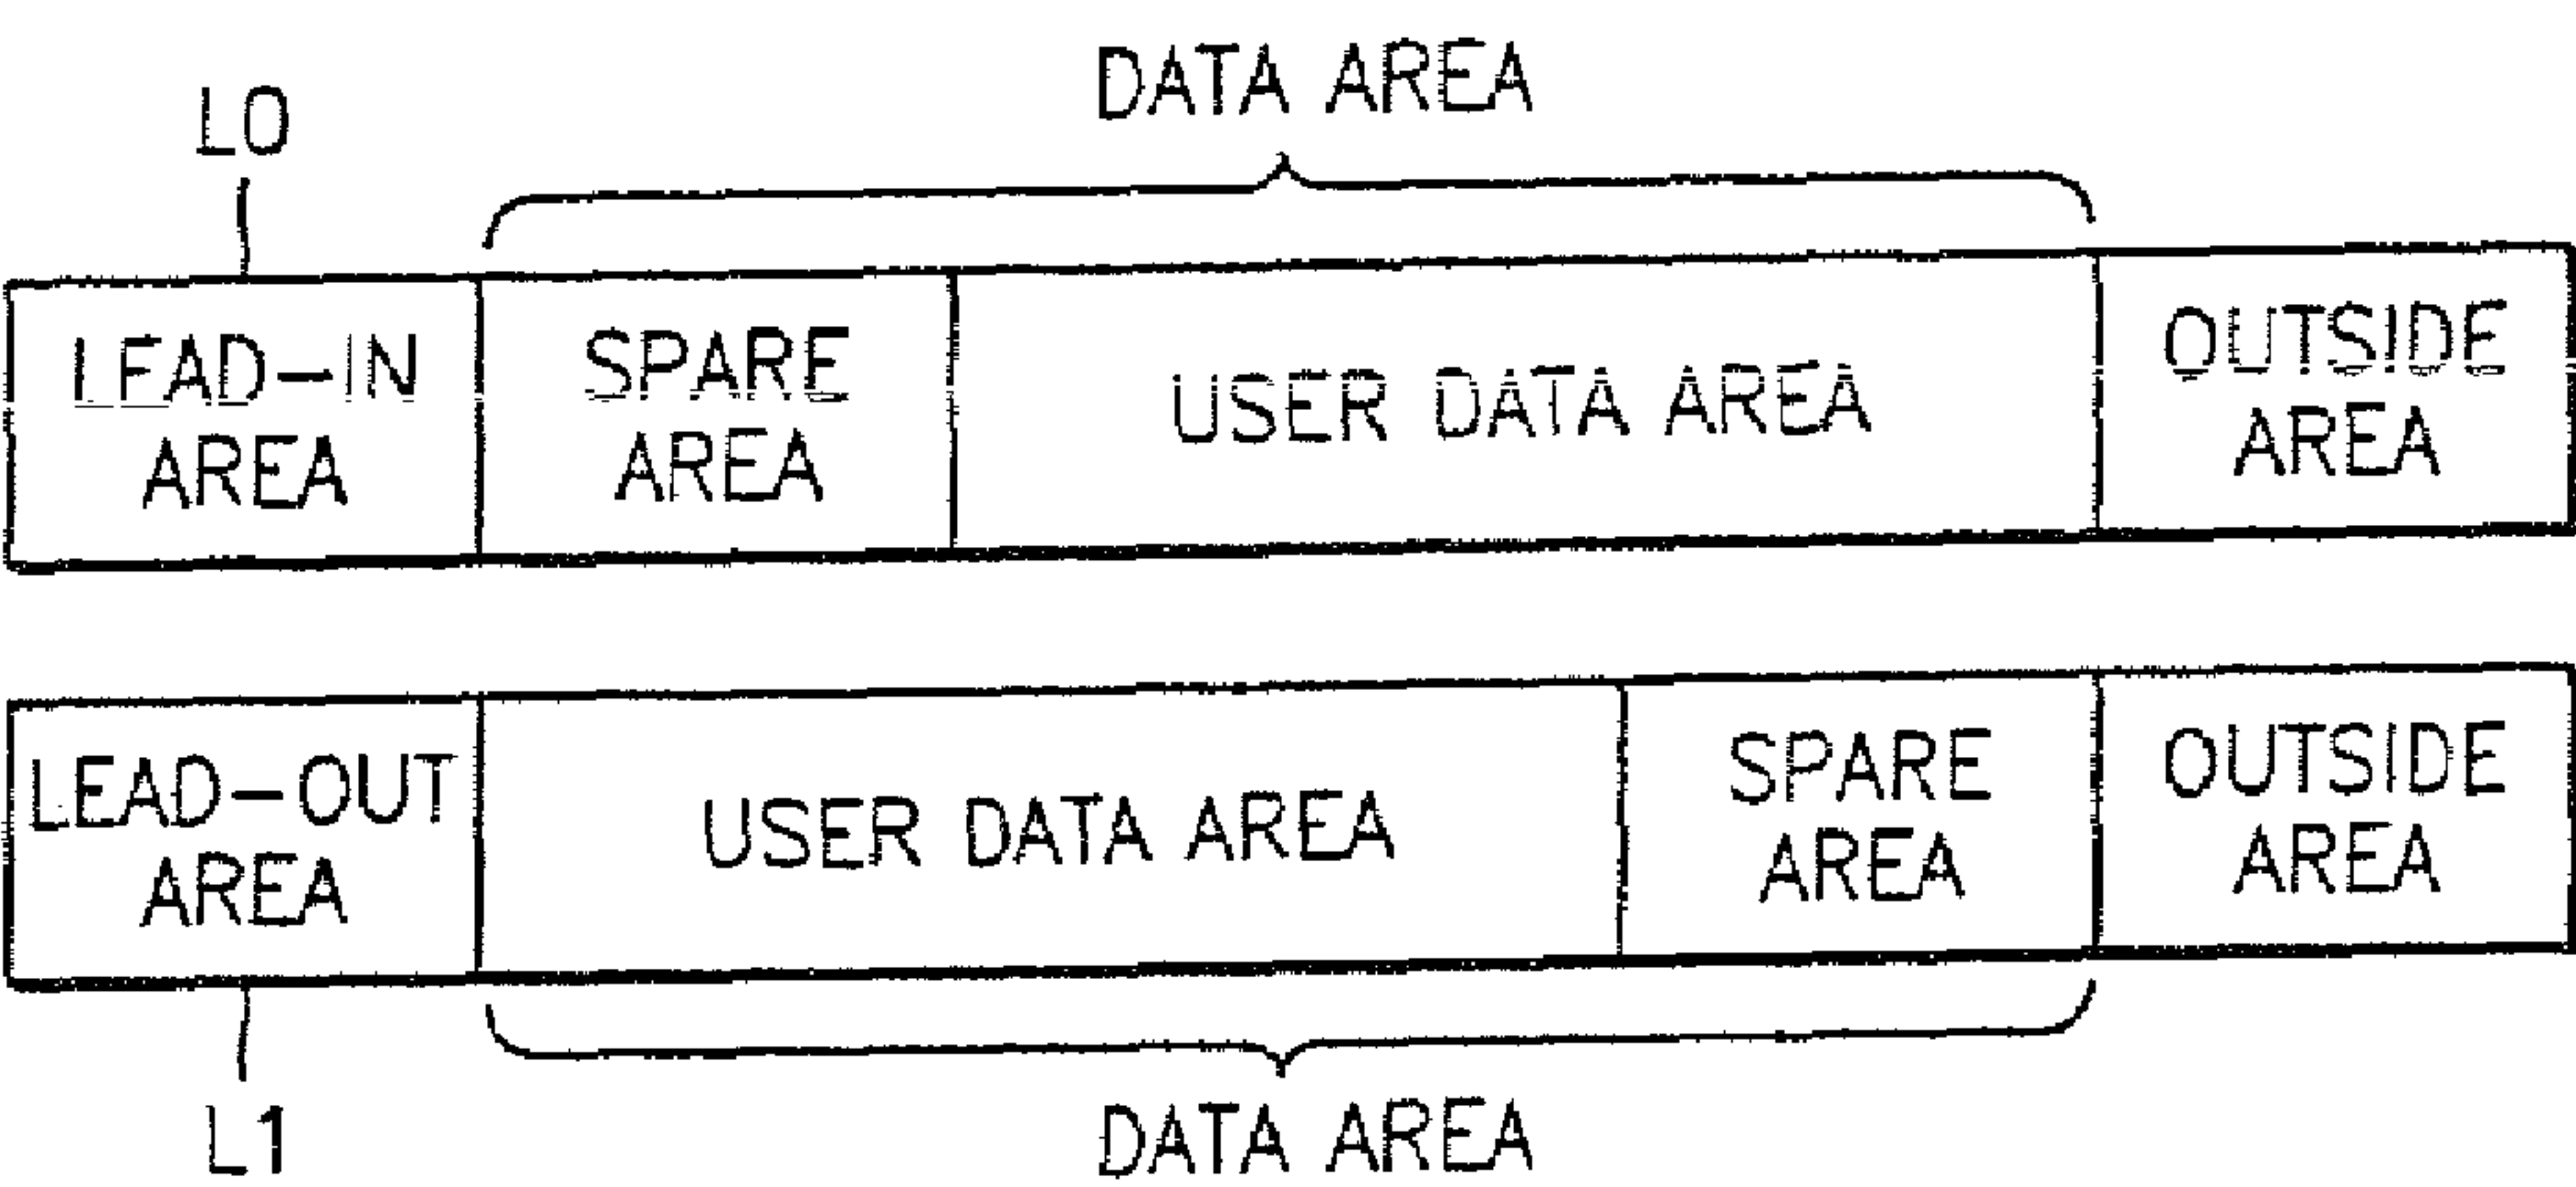 DATA AREA
L0
LEAD-IN
AREA
SPARE
AREA
USER DATA AREA
OUTSIDE
AREA
LEAD-OUT
AREA
USER DATA AREA
SPARE
AREA
OUTSIDE
AREA
L1
DATA AREA